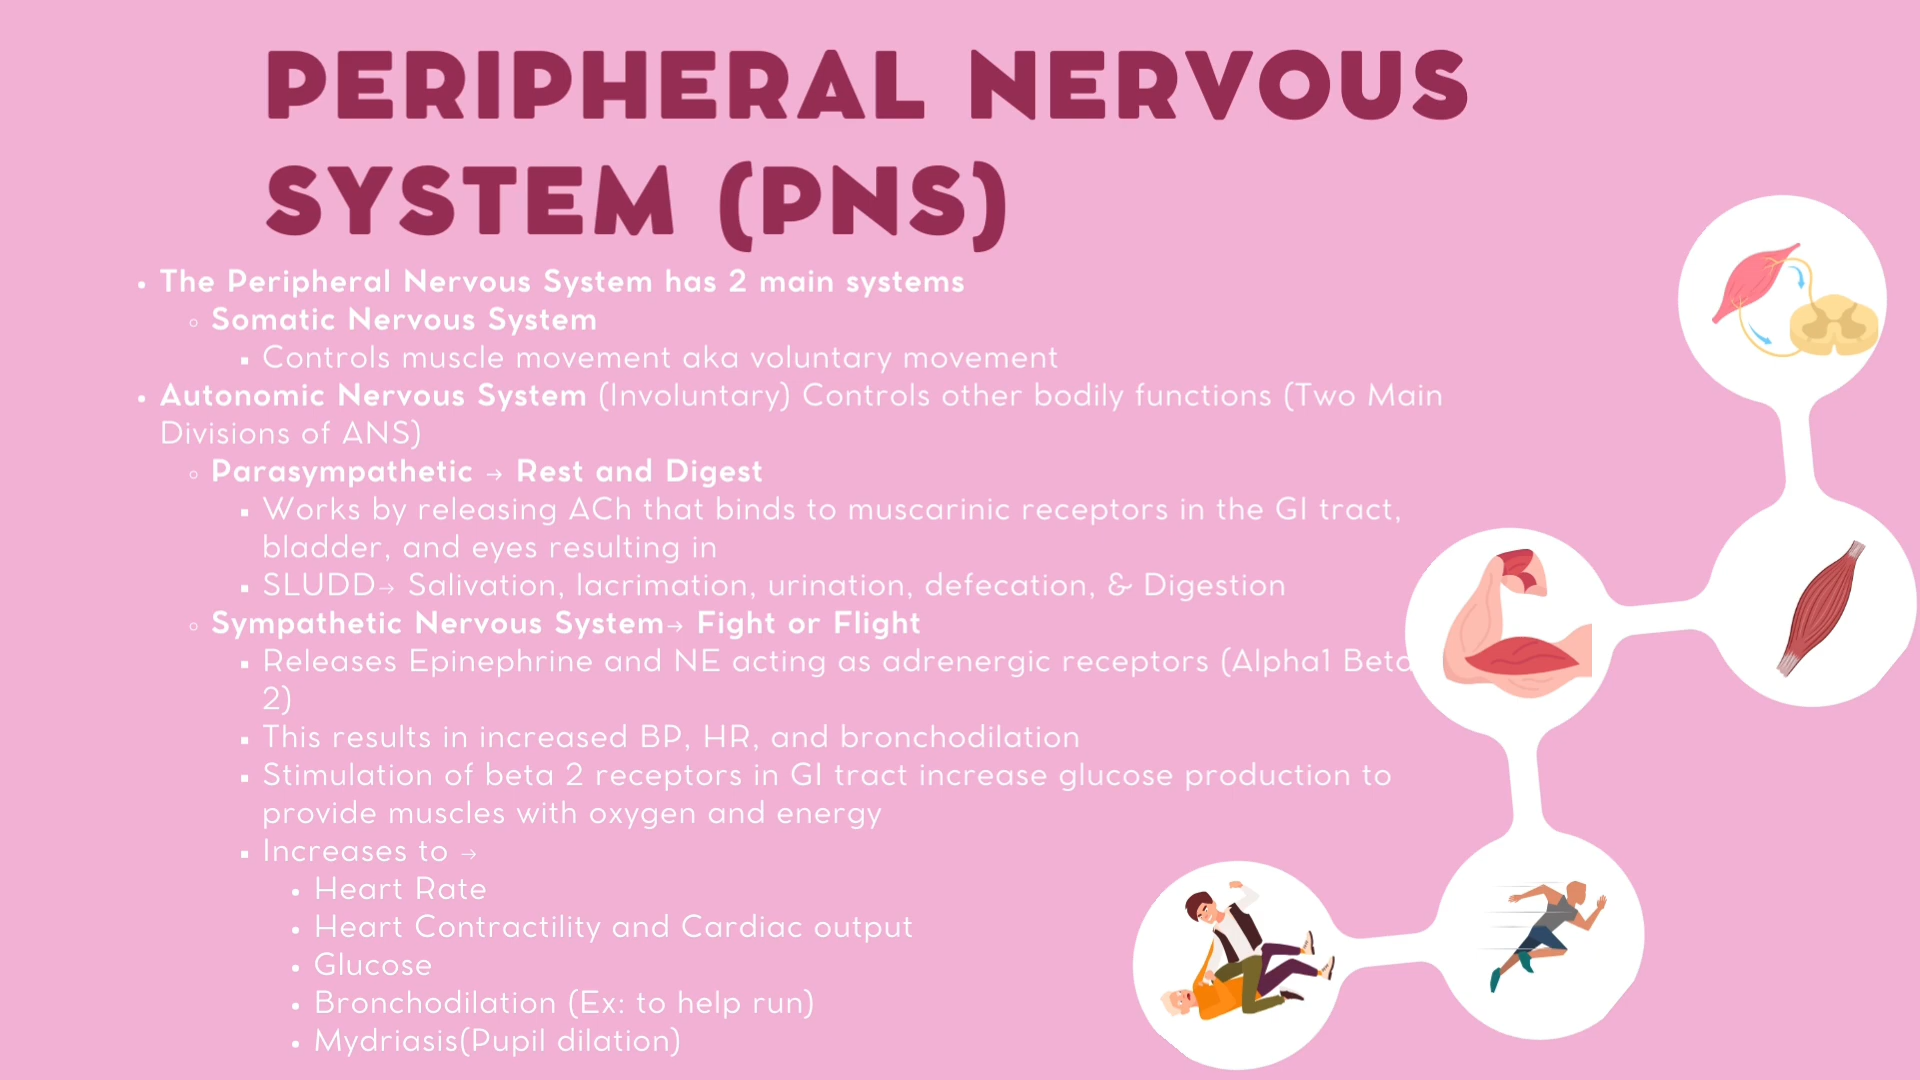 PERIPHERAL NERVOUS
SYSTEM (PNS)
• The Peripheral Nervous System has 2 main systems
◦ Somatic Nervous System
▪ Controls muscle movement aka voluntary movement
• Autonomic Nervous System (Involuntary) Controls other bodily functions (Two Main
Divisions of ANS)
◦ Parasympathetic → Rest and Digest
▪ Works by releasing ACh that binds to muscarinic receptors in the GI tract,
bladder, and eyes resulting in
▪ SLUDD→ Salivation, lacrimation, urination, defecation, & Digestion
◦ Sympathetic Nervous System→ Fight or Flight
▪ Releases Epinephrine and NE acting as adrenergic receptors (Alpha1 Beta
2)
▪ This results in increased BP, HR, and bronchodilation
▪ Stimulation of beta 2 receptors in GI tract increase glucose production to
provide muscles with oxygen and energy
▪ Increases to →
• Heart Rate
• Heart Contractility and Cardiac output
• Glucose
• Bronchodilation (Ex: to help run)
• Mydriasis(Pupil dilation)